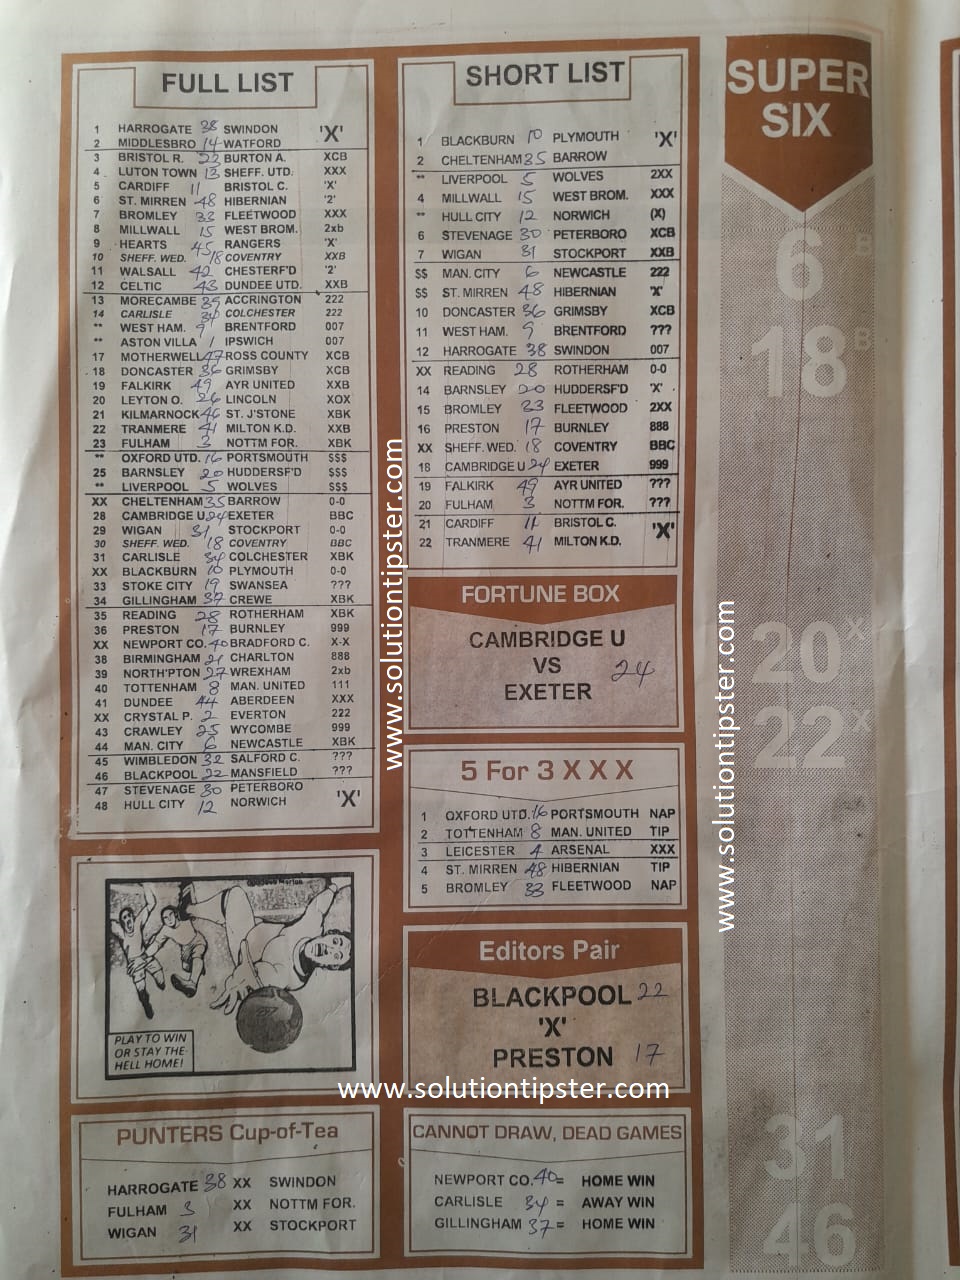 FULL LIST
1 HARROGATE 38 SWINDON 'X'
2 MIDDLESBRO 14 WATFORD
3 BRISTOL R. 23 BURTON A. XCB
4 LUTON TOWN 13 SHEFF. UTD. XXX
5 CARDIFF 11 BRISTOL C. 'X'
6 ST. MIRREN 48 HIBERNIAN '2'
7 BROMLEY 33 FLEETWOOD XXX
8 MILLWALL 15 WEST BROM. 2xb
9 HEARTS 45 RANGERS 'X'
10 SHEFF. WED. 18 COVENTRY XXB
11 WALSALL 42 CHESTERF'D '2'
12 CELTIC 43 DUNDEE UTD. XXB
13 MORECAMBE 39 ACCRINGTON 222
14 CARLISLE 34 COLCHESTER 222
** WEST HAM. 9 BRENTFORD 007
** ASTON VILLA 1 IPSWICH 007
17 MOTHERWELL 47 ROSS COUNTY XCB
18 DONCASTER 36 GRIMSBY XCB
19 FALKIRK 49 AYR UNITED XXB
20 LEYTON O. 26 LINCOLN XOX
21 KILMARNOCK 46 ST. J'STONE XBK
22 TRANMERE 41 MILTON K.D. XXB
23 FULHAM 3 NOTTM FOR. XBK
** OXFORD UTD. 16 PORTSMOUTH $$$
25 BARNSLEY 20 HUDDERSF'D $$$
** LIVERPOOL 5 WOLVES $$$
XX CHELTENHAM 35 BARROW 0-0
28 CAMBRIDGE U 24 EXETER BBC
29 WIGAN 31 STOCKPORT 0-0
30 SHEFF. WED. 18 COVENTRY BBC
31 CARLISLE 34 COLCHESTER XBK
XX BLACKBURN 10 PLYMOUTH 0-0
33 STOKE CITY 19 SWANSEA ???
34 GILLINGHAM 37 CREWE XBK
35 READING 28 ROTHERHAM XBK
36 PRESTON 17 BURNLEY 999
XX NEWPORT CO. 40 BRADFORD C. X-X
38 BIRMINGHAM 21 CHARLTON 888
39 NORTH'PTON 27 WREXHAM 2xb
40 TOTTENHAM 8 MAN. UNITED 111
41 DUNDEE 44 ABERDEEN XXX
XX CRYSTAL P. 2 EVERTON 222
43 CRAWLEY 25 WYCOMBE 999
44 MAN. CITY 6 NEWCASTLE XBK
45 WIMBLEDON 32 SALFORD C. ???
46 BLACKPOOL 22 MANSFIELD ???
47 STEVENAGE 30 PETERBORO 'X'
48 HULL CITY 12 NORWICH
Quadous Marton
PLAY TO WIN
OR STAY THE
HELL HOME!
PUNTERS Cup-of-Tea
HARROGATE 38 XX SWINDON
FULHAM 3 XX NOTTM FOR.
WIGAN 31 XX STOCKPORT
SHORT LIST
1 BLACKBURN 10 PLYMOUTH 'X'
2 CHELTENHAM 35 BARROW
** LIVERPOOL 5 WOLVES 2XX
4 MILLWALL 15 WEST BROM. XXX
** HULL CITY 12 NORWICH (X)
6 STEVENAGE 30 PETERBORO XCB
7 WIGAN 31 STOCKPORT XXB
$$ MAN. CITY 6 NEWCASTLE 222
$$ ST. MIRREN 48 HIBERNIAN 'X'
10 DONCASTER 36 GRIMSBY XCB
11 WEST HAM. 9 BRENTFORD ???
12 HARROGATE 38 SWINDON 007
XX READING 28 ROTHERHAM 0-0
14 BARNSLEY 20 HUDDERSF'D 'X'
15 BROMLEY 33 FLEETWOOD 2XX
16 PRESTON 17 BURNLEY 888
XX SHEFF. WED. 18 COVENTRY BBC
18 CAMBRIDGE U 24 EXETER 999
19 FALKIRK 49 AYR UNITED ???
20 FULHAM 3 NOTTM FOR. ???
21 CARDIFF 11 BRISTOL C. 'X'
22 TRANMERE 41 MILTON K.D.
FORTUNE BOX
CAMBRIDGE U
VS 24
EXETER
5 For 3 X X X
1 OXFORD UTD. 16 PORTSMOUTH NAP
2 TOTTENHAM 8 MAN. UNITED TIP
3 LEICESTER 4 ARSENAL XXX
4 ST. MIRREN 48 HIBERNIAN TIP
5 BROMLEY 33 FLEETWOOD NAP
Editors Pair
BLACKPOOL 22
'X'
PRESTON 17
CANNOT DRAW, DEAD GAMES
NEWPORT CO. 40 = HOME WIN
CARLISLE 34 = AWAY WIN
GILLINGHAM 37 = HOME WIN
SUPER
SIX
6 B
18 B
20 X
22 X
31
46
www.solutiontipster.com
www.solutiontipster.com
www.solutiontipster.com